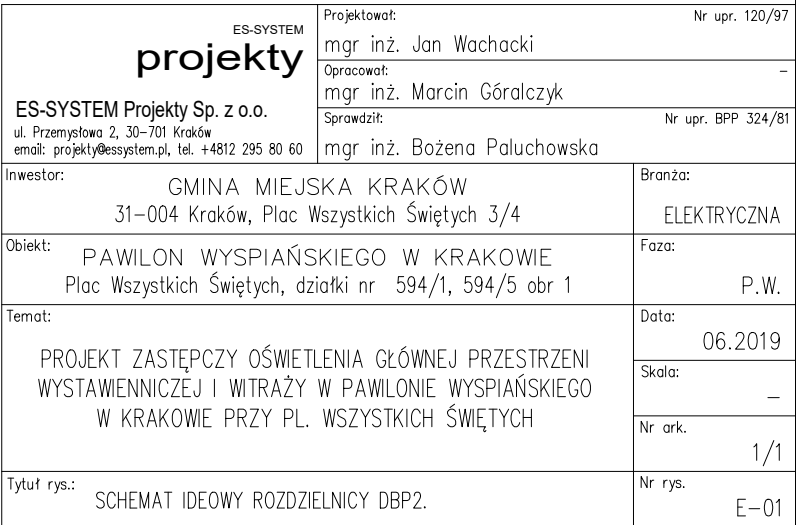 ES-SYSTEM
projekty
ES-SYSTEM Projekty Sp. z o.o.
ul. Przemysłowa 2, 30-701 Kraków
email: projekty@essystem.pl, tel. +4812 295 80 60
Projektował: Nr upr. 120/97
mgr inż. Jan Wachacki
Opracował: -
mgr inż. Marcin Góralczyk
Sprawdził: Nr upr. BPP 324/81
mgr inż. Bożena Paluchowska
Inwestor:
GMINA MIEJSKA KRAKÓW
31-004 Kraków, Plac Wszystkich Świętych 3/4
Branża:
ELEKTRYCZNA
Obiekt:
PAWILON WYSPIAŃSKIEGO W KRAKOWIE
Plac Wszystkich Świętych, działki nr 594/1, 594/5 obr 1
Faza:
P.W.
Temat:
PROJEKT ZASTĘPCZY OŚWIETLENIA GŁÓWNEJ PRZESTRZENI
WYSTAWIENNICZEJ I WITRAŻY W PAWILONIE WYSPIAŃSKIEGO
W KRAKOWIE PRZY PL. WSZYSTKICH ŚWIĘTYCH
Data:
06.2019
Skala:
-
Nr ark.
1/1
Tytuł rys.:
SCHEMAT IDEOWY ROZDZIELNICY DBP2.
Nr rys.
E-01